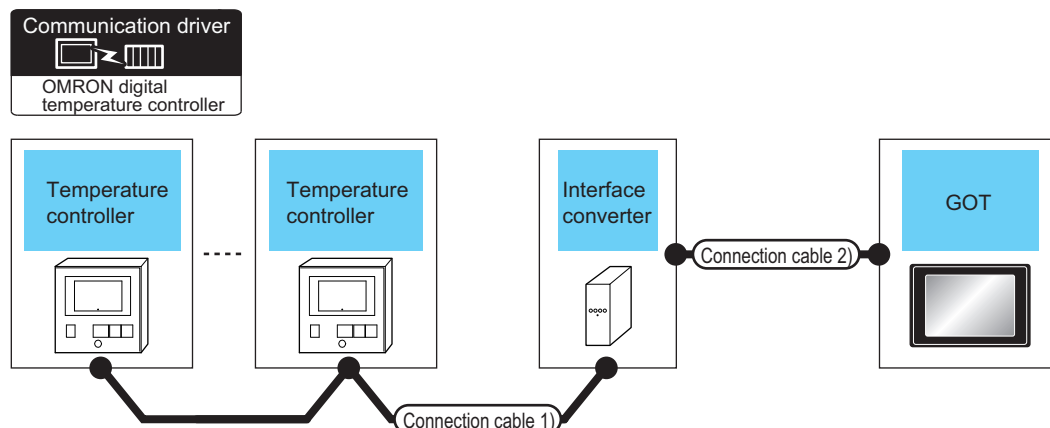 Communication driver
OMRON digital
temperature controller
Temperature
controller
Temperature
controller
Interface
converter
GOT
Connection cable 2)
Connection cable 1)